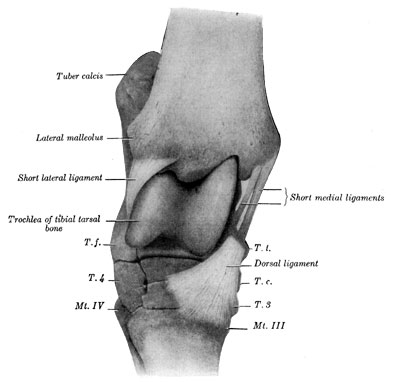 Tuber calcis
Lateral malleolus
Short lateral ligament
Trochlea of tibial tarsal
bone
T. f.
T. 4
Mt. IV
Short medial ligaments
T. t.
Dorsal ligament
T. c.
T. 3
Mt. III